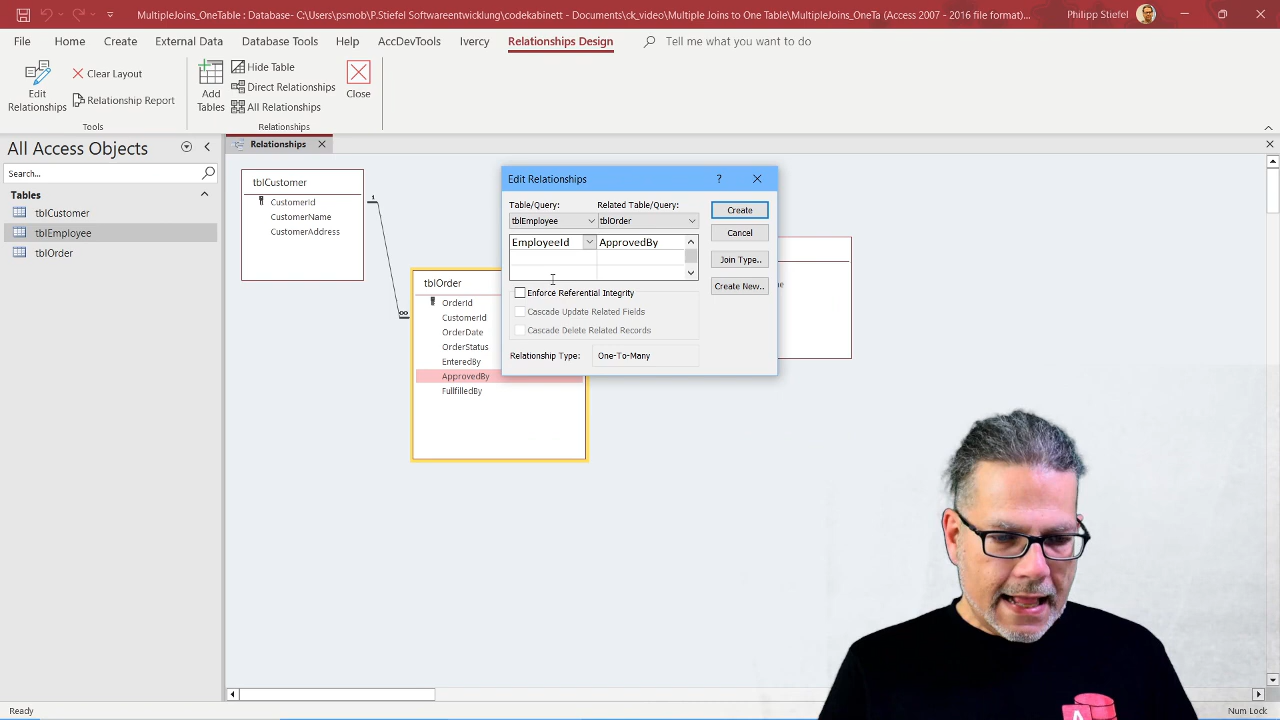 MultipleJoins_OneTable : Database- C:\Users\psmob\P.Stiefel Softwareentwicklung\codekabinett - Documents\ck_video\Multiple Joins to One Table\MultipleJoins_OneTa (Access 2007 - 2016 file format)...
Philipp Stiefel
File Home Create External Data Database Tools Help AccDevTools Ivercy Relationships Design Tell me what you want to do
Edit Relationships
Clear Layout
Relationship Report
Tools
Add Tables
Hide Table
Direct Relationships
All Relationships
Close
Relationships
All Access Objects
Search...
Tables
tblCustomer
tblEmployee
tblOrder
Relationships
tblCustomer
CustomerId
CustomerName
CustomerAddress
1
∞
tblOrder
OrderId
CustomerId
OrderDate
OrderStatus
EnteredBy
ApprovedBy
FullfilledBy
Edit Relationships
?
Table/Query: Related Table/Query:
tblEmployee tblOrder
EmployeeId ApprovedBy
Enforce Referential Integrity
Cascade Update Related Fields
Cascade Delete Related Records
Relationship Type: One-To-Many
Create
Cancel
Join Type..
Create New..
Ready
Num Lock